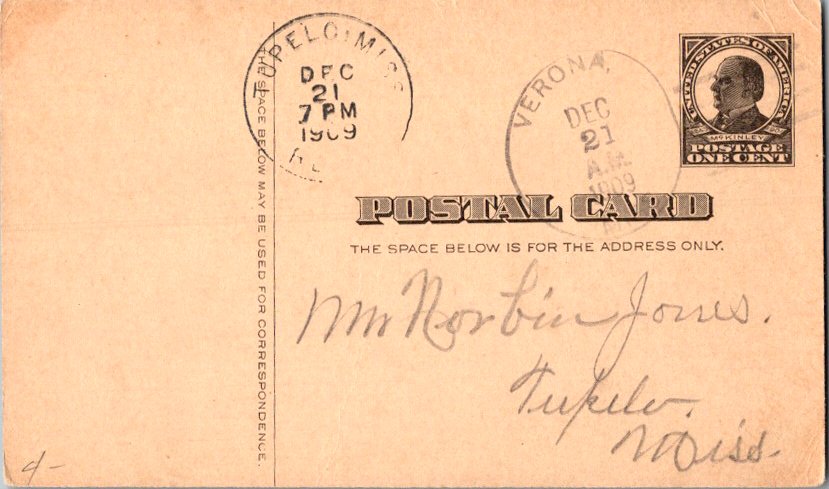 TUPELO, MISS
DEC
21
7 PM
1909
VERONA,
DEC
21
A.M.
1909
UNITED STATES OF AMERICA
McKINLEY
POSTAGE
ONE CENT
POSTAL CARD
THE SPACE BELOW IS FOR THE ADDRESS ONLY.
THE SPACE BELOW MAY BE USED FOR CORRESPONDENCE.
Norbin Jones.
Tupelo.
Miss.
4-